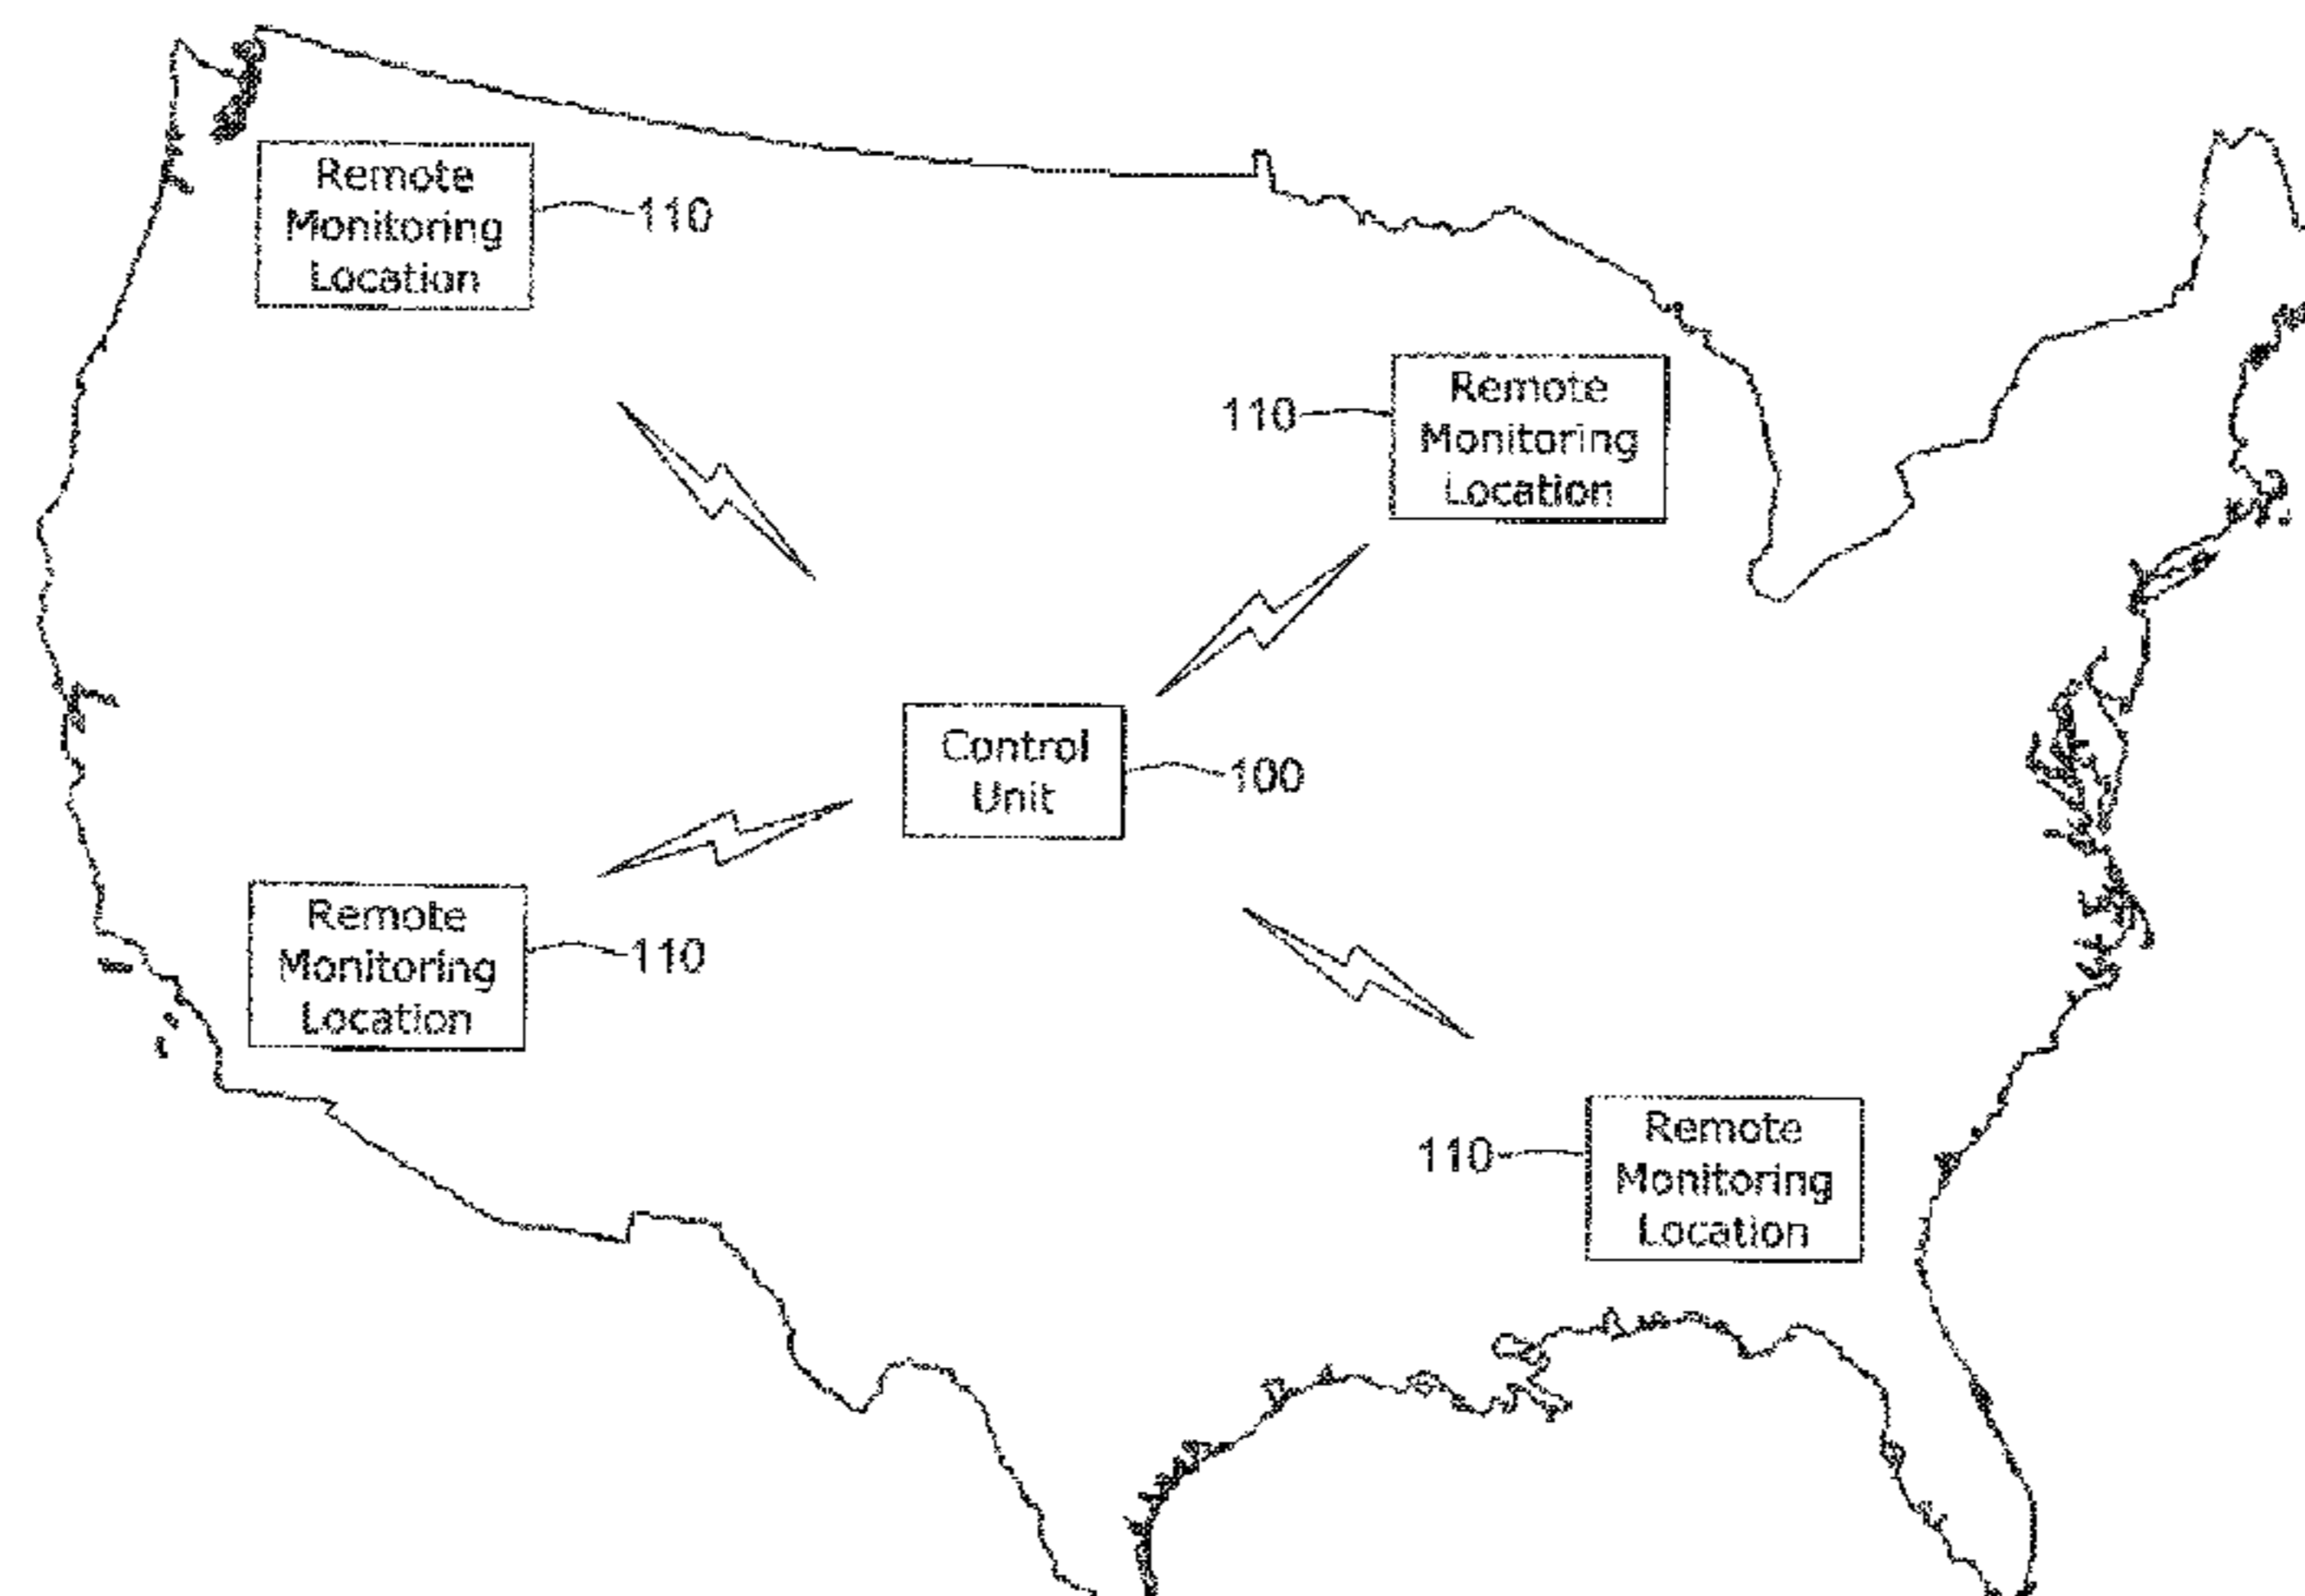 Remote
Monitoring
Location
110
110
Remote
Monitoring
Location
Control
Unit
100
Remote
Monitoring
Location
110
110
Remote
Monitoring
Location